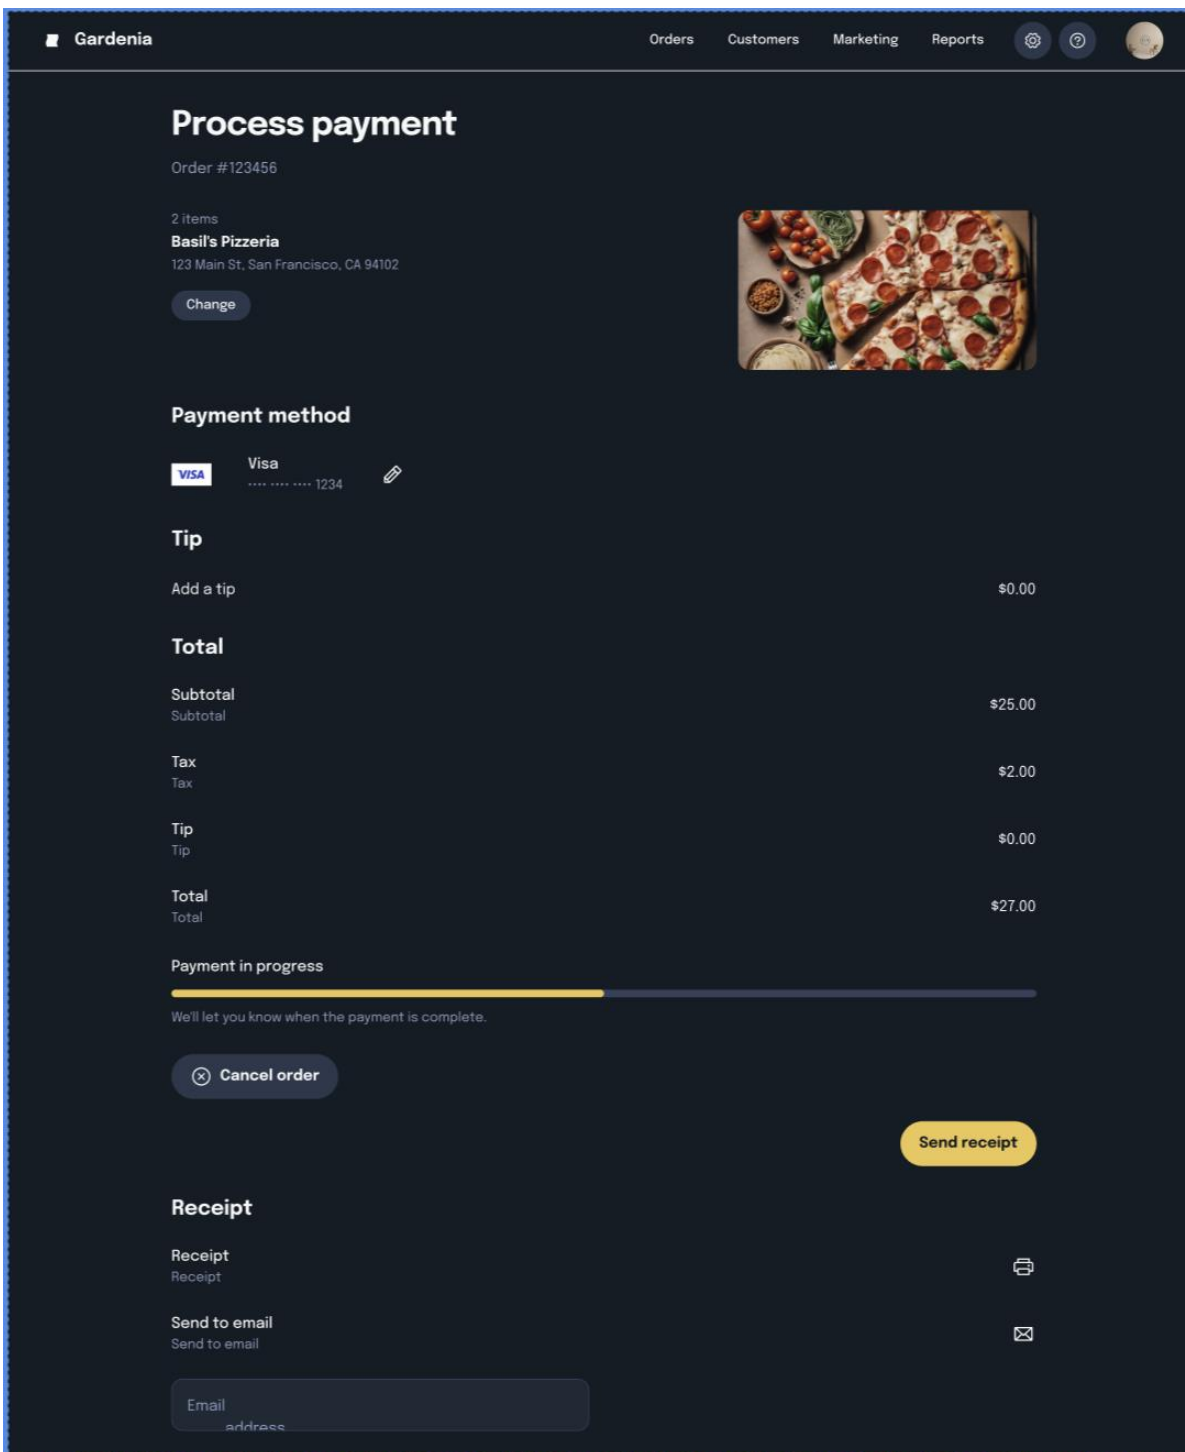 Gardenia
Orders Customers Marketing Reports
Process payment
Order #123456
2 items
Basil's Pizzeria
123 Main St, San Francisco, CA 94102
Change
Payment method
VISA
Visa
···· ···· ···· 1234
Tip
Add a tip $0.00
Total
Subtotal
Subtotal
$25.00
Tax
Tax
$2.00
Tip
Tip
$0.00
Total
Total
$27.00
Payment in progress
We'll let you know when the payment is complete.
Cancel order
Send receipt
Receipt
Receipt
Receipt
Send to email
Send to email
Email
address